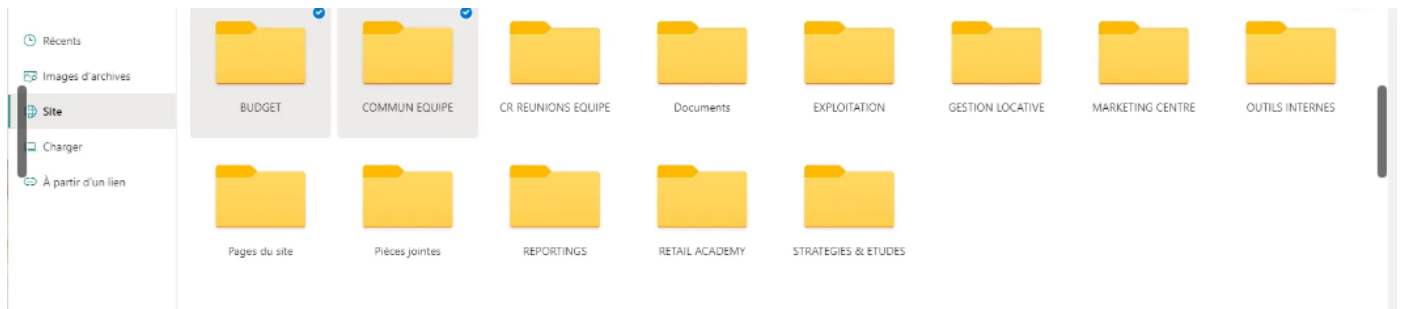 Récents
Images d'archives
Site
Charger
À partir d'un lien
BUDGET
COMMUN EQUIPE
CR REUNIONS EQUIPE
Documents
EXPLOITATION
GESTION LOCATIVE
MARKETING CENTRE
OUTILS INTERNES
Pages du site
Pièces jointes
REPORTINGS
RETAIL ACADEMY
STRATEGIES & ETUDES